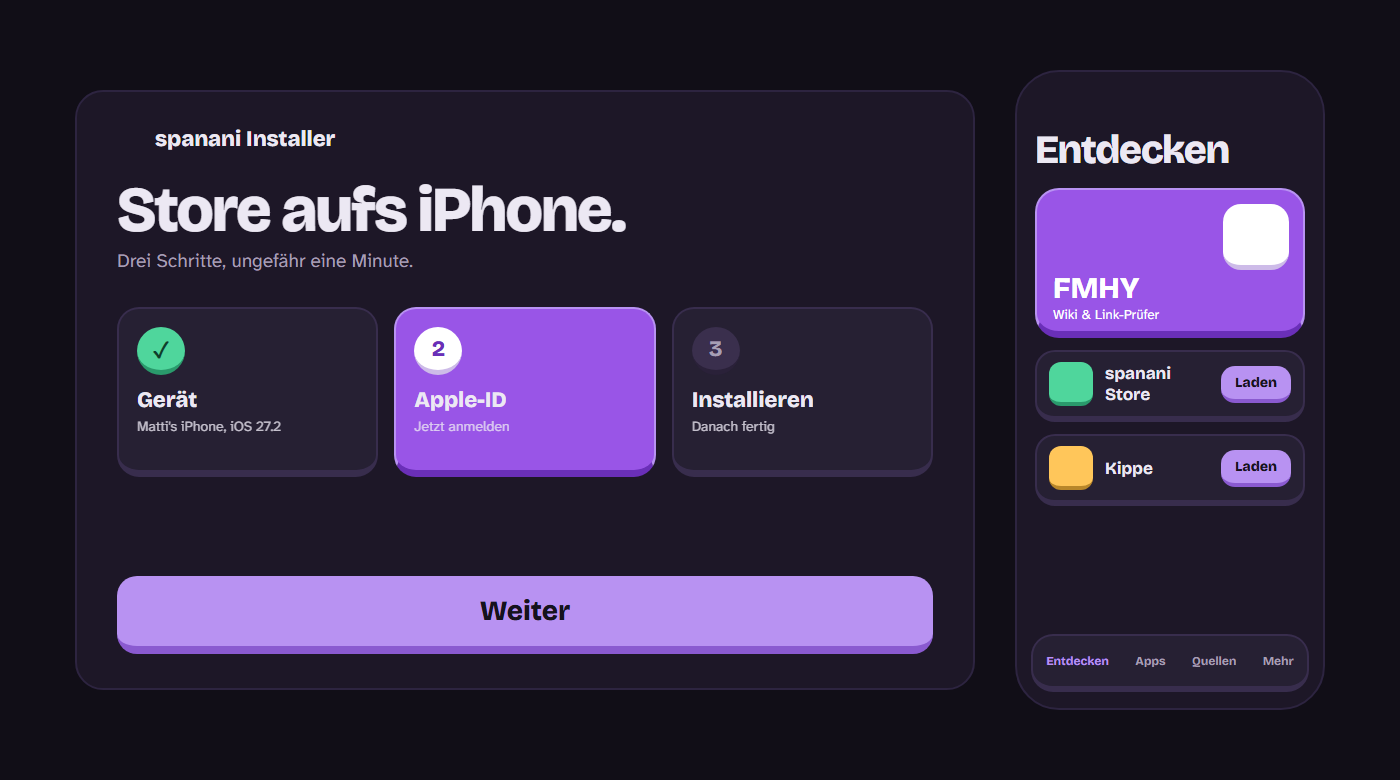 spanani Installer
Store aufs iPhone.
Drei Schritte, ungefähr eine Minute.
✓
Gerät
Matti's iPhone, iOS 27.2
2
Apple-ID
Jetzt anmelden
3
Installieren
Danach fertig
Weiter
Entdecken
FMHY
Wiki & Link-Prüfer
spanani
Store
Laden
Kippe
Laden
Entdecken Apps Quellen Mehr